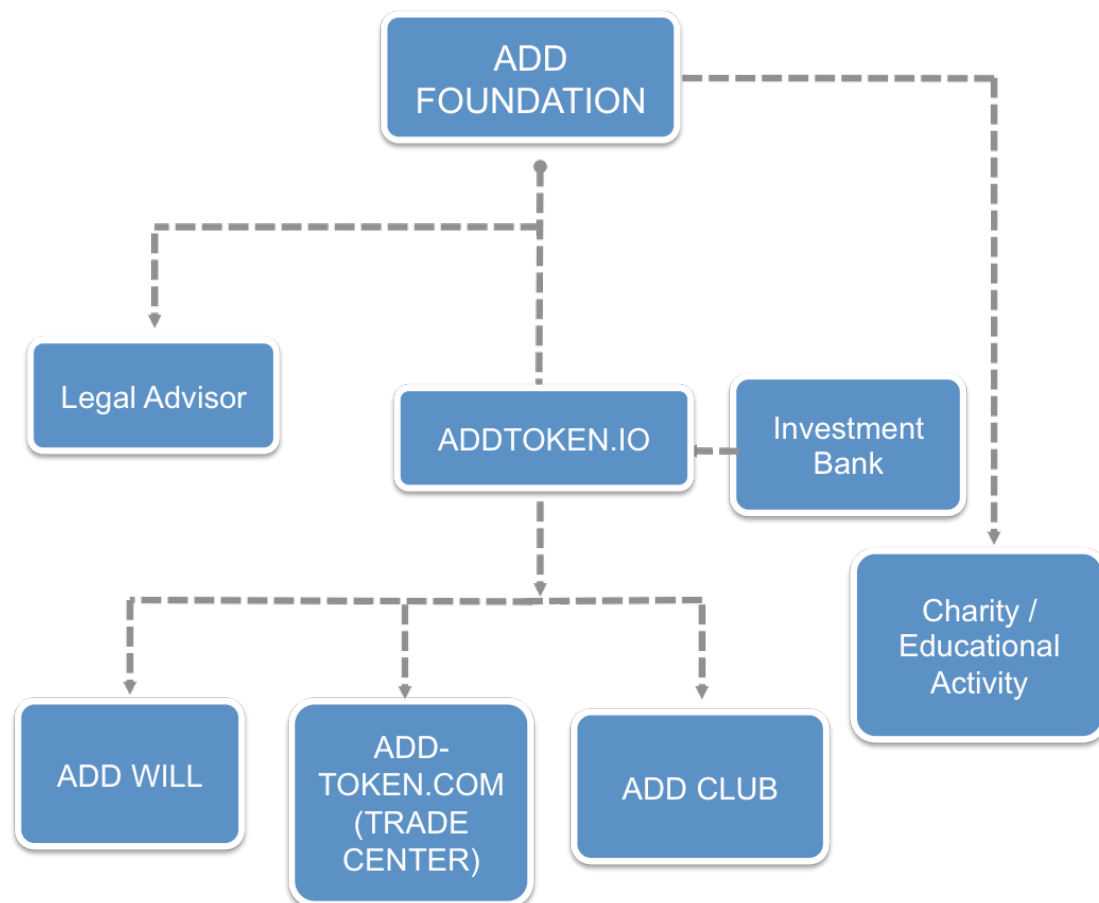 ADD
FOUNDATION
Legal Advisor
ADDTOKEN.IO
Investment
Bank
Charity /
Educational
Activity
ADD WILL
ADD-
TOKEN.COM
(TRADE
CENTER)
ADD CLUB